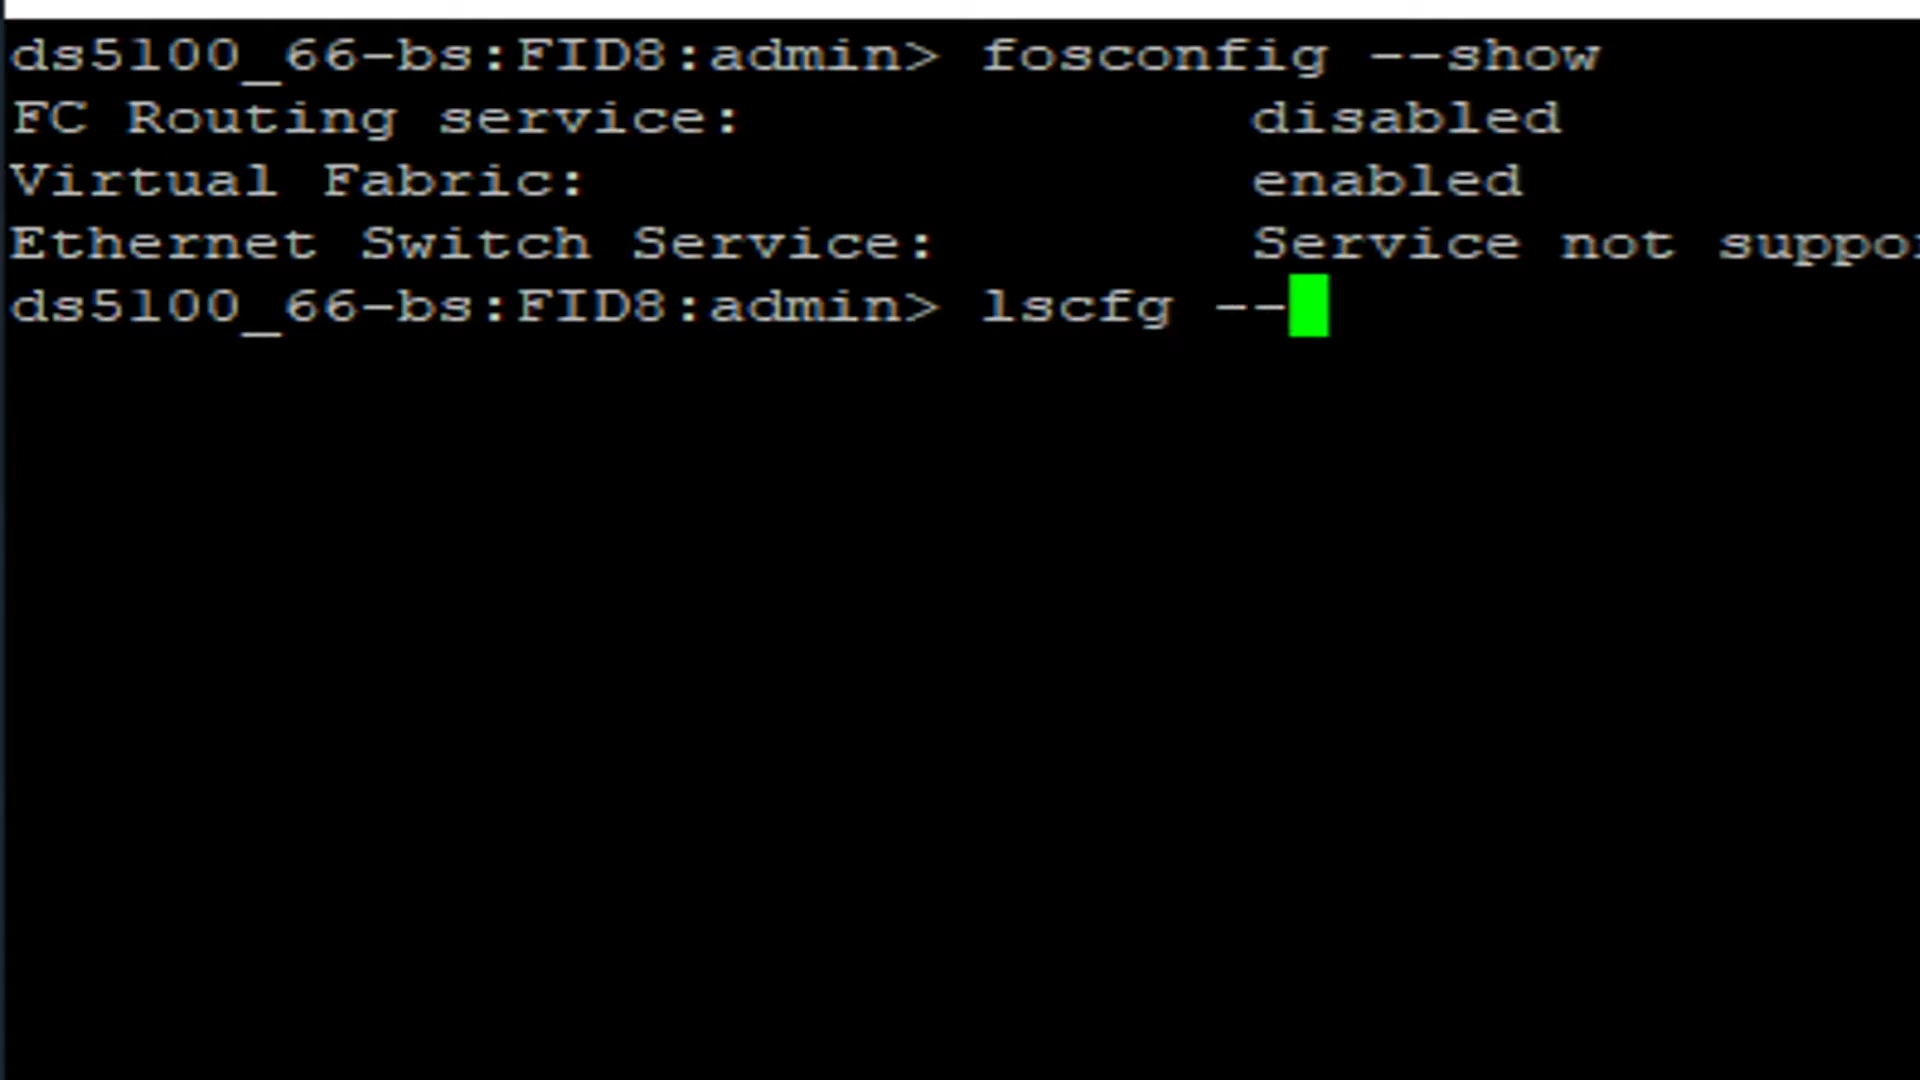 ds5100_66-bs:FID8:admin> fosconfig --show
FC Routing service: disabled
Virtual Fabric: enabled
Ethernet Switch Service: Service not
ds5100_66-bs:FID8:admin> lscfg --